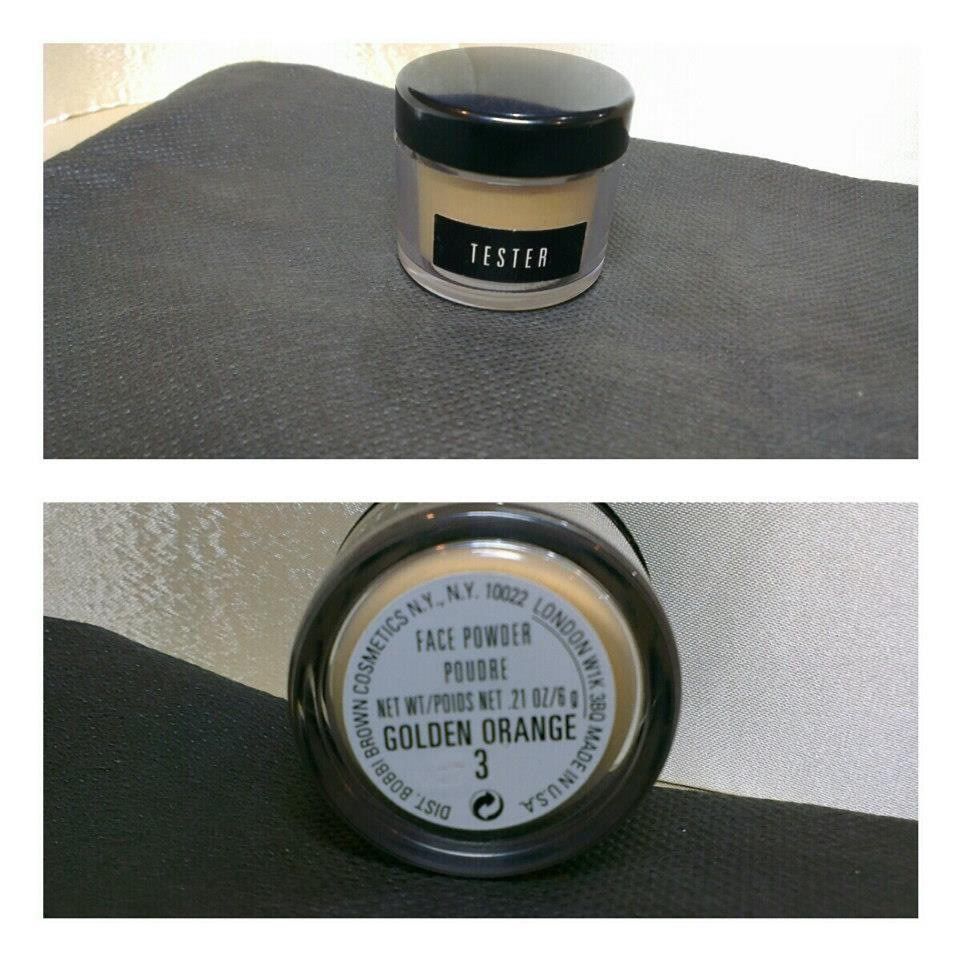 TESTER
DIST. BOBBI BROWN COSMETICS N.Y., N.Y. 10022 LONDON W1K 3BQ MADE IN U.S.A.
FACE POWDER
POUDRE
NET WT/POIDS NET .21 OZ/6 g
GOLDEN ORANGE
3